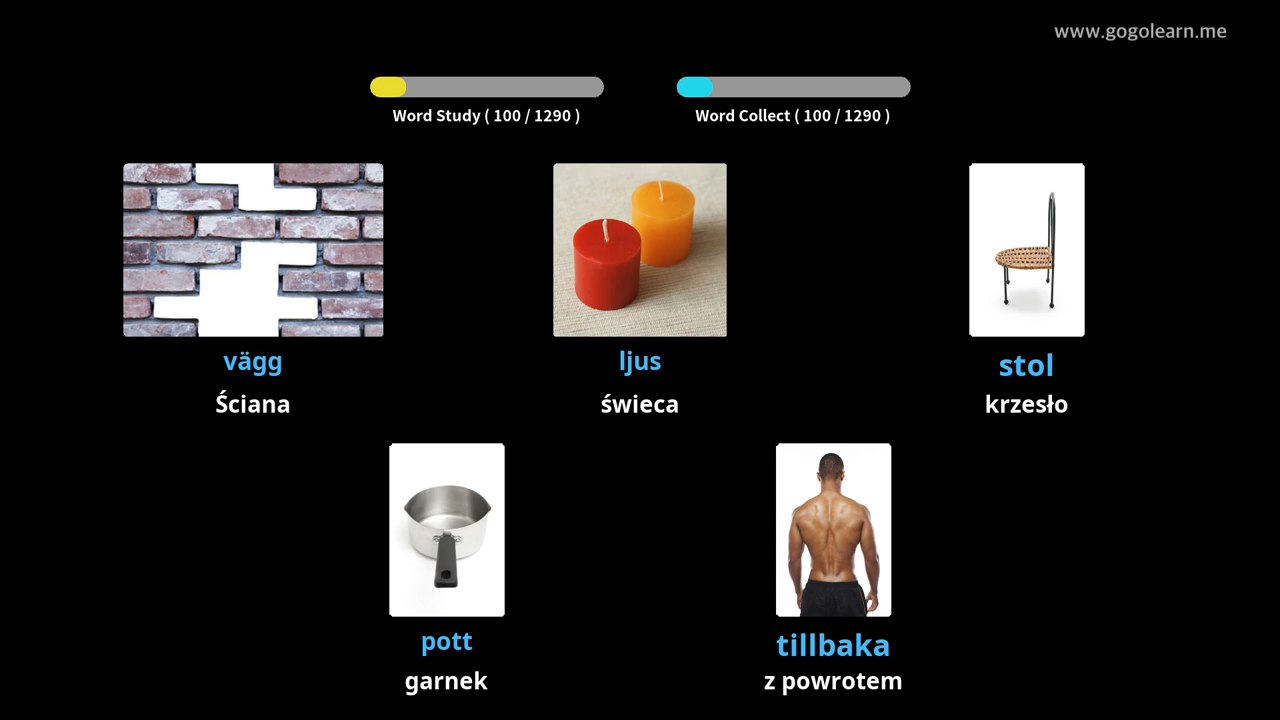 www.gogolearn.me
Word Study ( 100 / 1290 )
Word Collect ( 100 / 1290 )
vägg
ljus
stol
Ściana
świeca
krzesło
pott
tillbaka
garnek
z powrotem